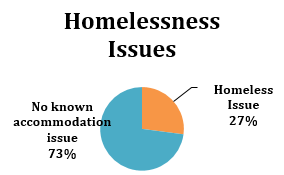 Homelessness
Issues
No known
accommodation
issue
73%
Homeless
Issue
27%